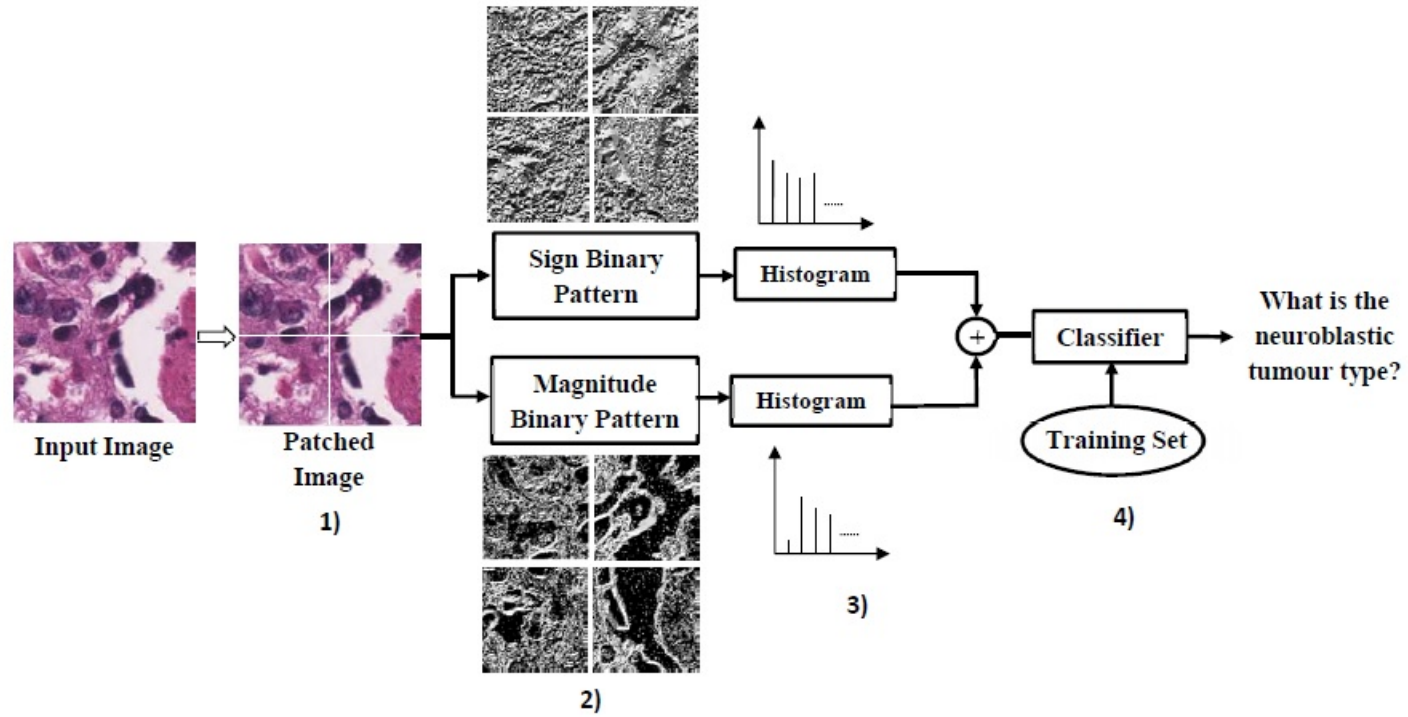 Input Image
Patched
Image
1)
Sign Binary
Pattern
Magnitude
Binary Pattern
2)
......
Histogram
Histogram
......
3)
+
Classifier
Training Set
4)
What is the
neuroblastic
tumour type?